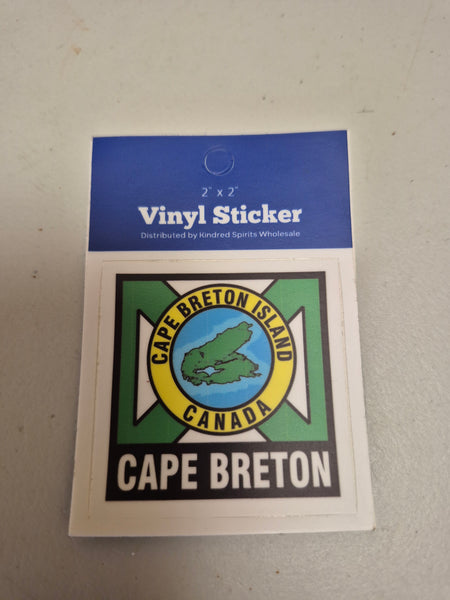 2" x 2"
Vinyl Sticker
Distributed by Kindred Spirits Wholesale
CAPE BRETON ISLAND
CANADA
CAPE BRETON